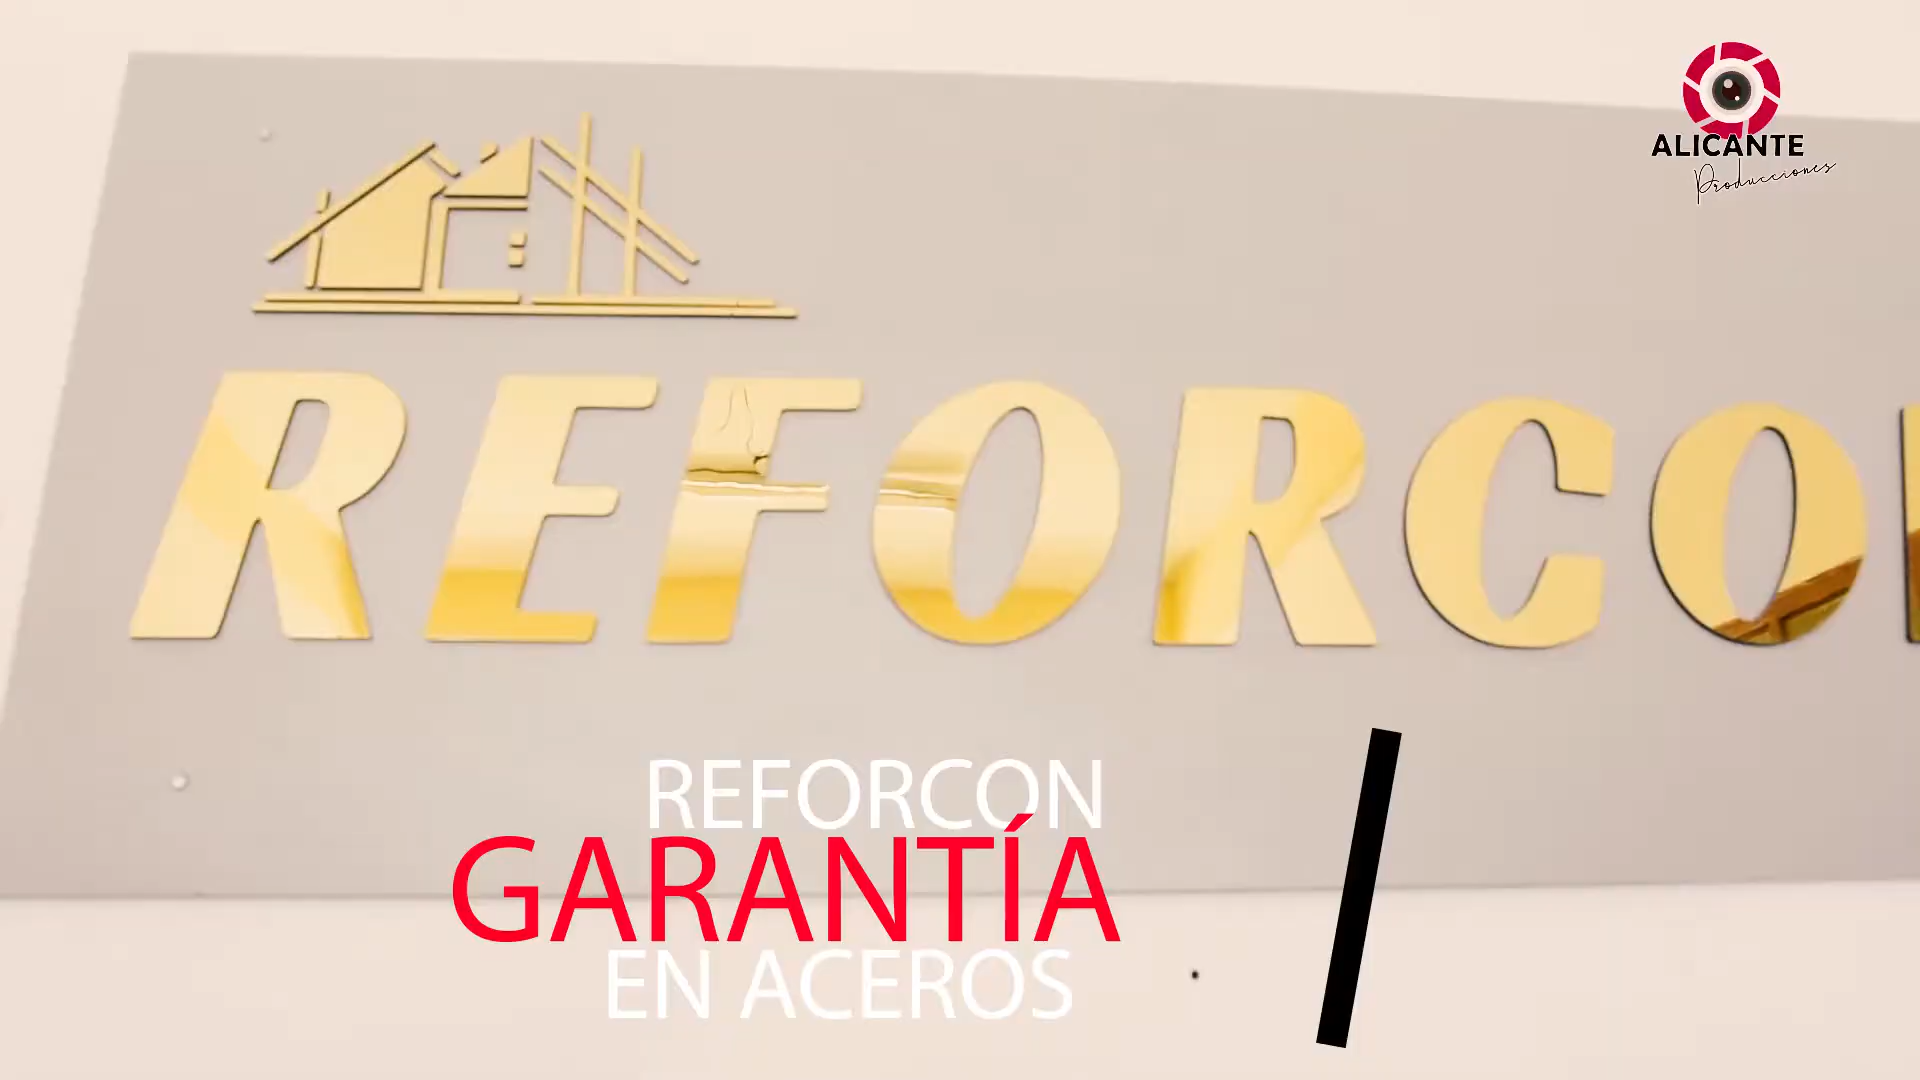 ALICANTE
Producciones
REFORCO
REFORCON
GARANTÍA
EN ACEROS